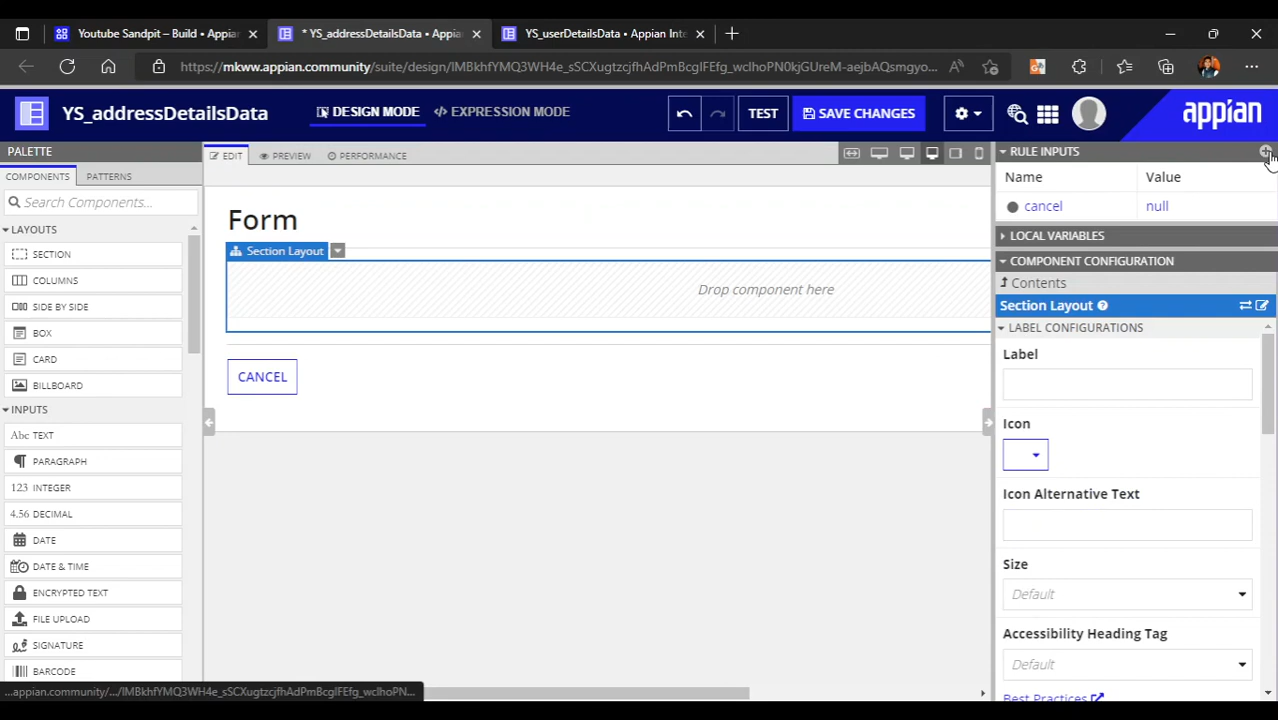 Youtube Sandpit – Build • Appian
* YS_addressDetailsData • Appian
YS_userDetailsData • Appian Inte
https://mkww.appian.community/suite/design/
YS_addressDetailsData
DESIGN MODE
EXPRESSION MODE
TEST
SAVE CHANGES
appian
PALETTE
EDIT
PREVIEW
PERFORMANCE
RULE INPUTS
COMPONENTS
PATTERNS
Name
Value
Search Components...
cancel
null
LAYOUTS
Form
LOCAL VARIABLES
SECTION
Section Layout
COMPONENT CONFIGURATION
COLUMNS
Drop component here
Contents
SIDE BY SIDE
Section Layout
BOX
LABEL CONFIGURATIONS
CARD
CANCEL
Label
BILLBOARD
INPUTS
Icon
Abc TEXT
PARAGRAPH
123 INTEGER
Icon Alternative Text
4.56 DECIMAL
DATE
DATE & TIME
Size
ENCRYPTED TEXT
Default
FILE UPLOAD
Accessibility Heading Tag
SIGNATURE
Default
BARCODE
Best Practices